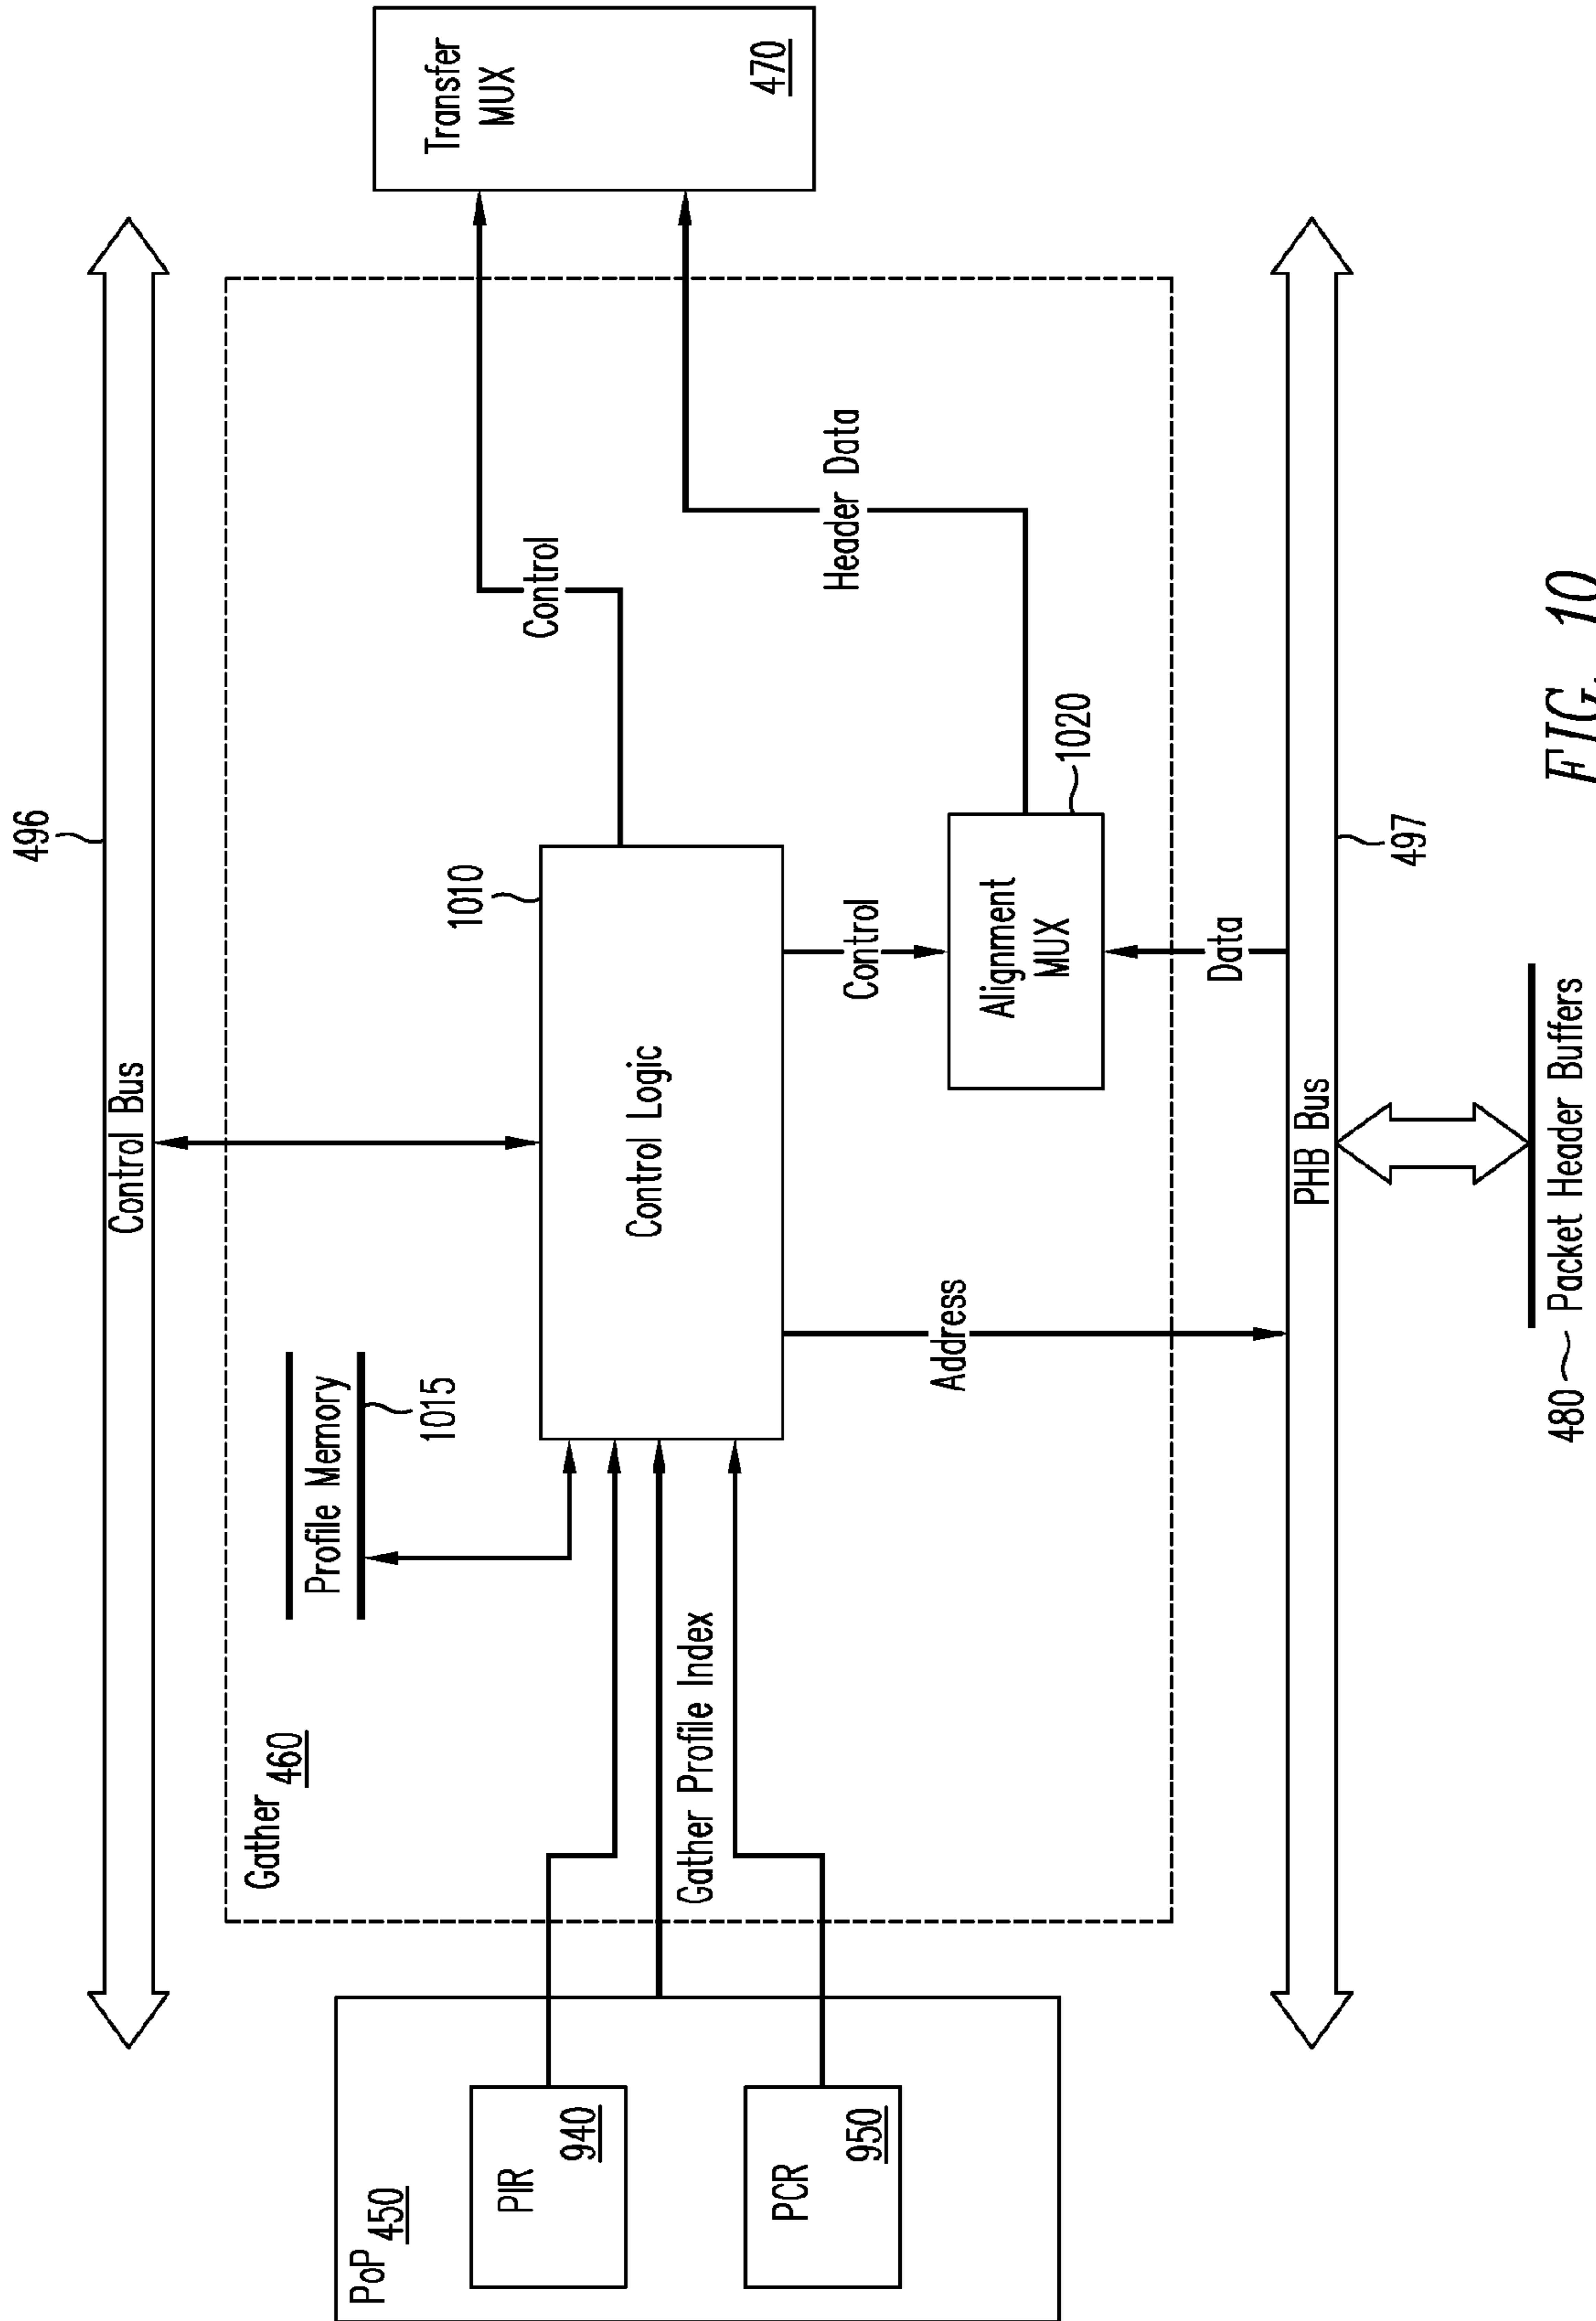 496
Control Bus
Gather 460
Profile Memory
1015
1010
Control Logic
Control
Transfer
MUX
470
PoP 450
PIR
940
PCR
950
Gather Profile Index
Address
Control
Alignment
MUX
1020
Header Data
Data
PHB Bus
497
480
Packet Header Buffers
FIG. 10